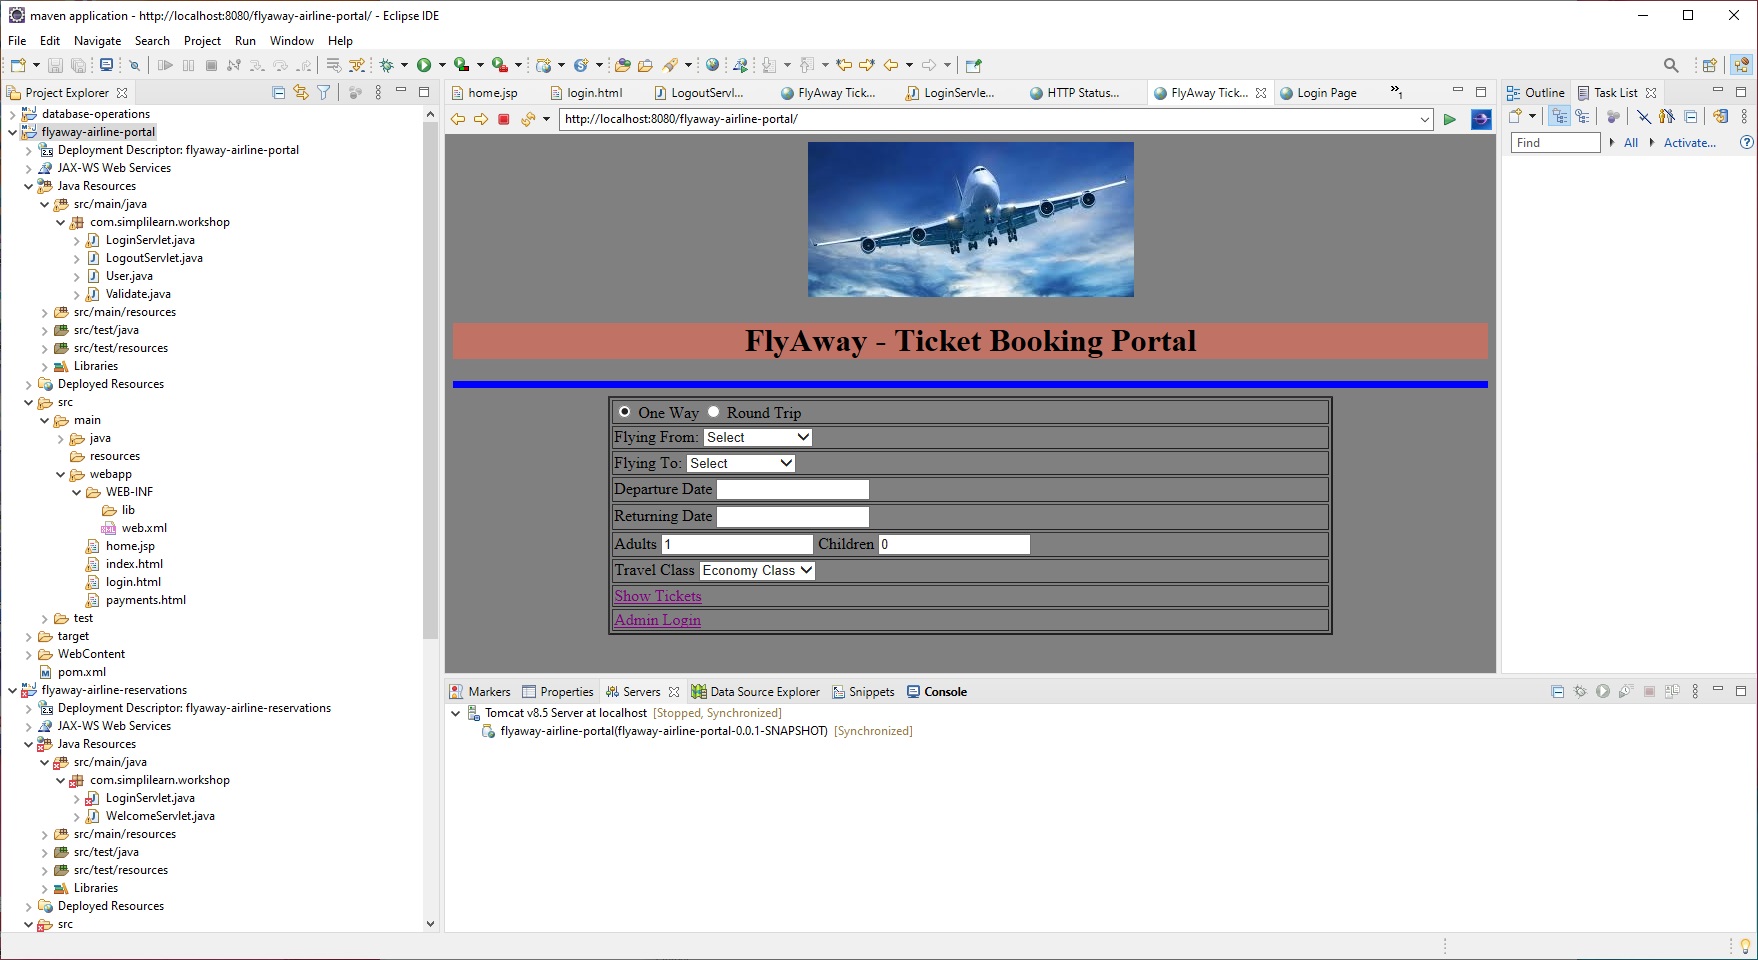 maven application - http://localhost:8080/flyaway-airline-portal/ - Eclipse IDE
File Edit Navigate Search Project Run Window Help
Project Explorer
database-operations
flyaway-airline-portal
Deployment Descriptor: flyaway-airline-portal
JAX-WS Web Services
Java Resources
src/main/java
com.simplilearn.workshop
LoginServlet.java
LogoutServlet.java
User.java
Validate.java
src/main/resources
src/test/java
src/test/resources
Libraries
Deployed Resources
src
main
java
resources
webapp
WEB-INF
lib
web.xml
home.jsp
index.html
login.html
payments.html
test
target
WebContent
pom.xml
flyaway-airline-reservations
Deployment Descriptor: flyaway-airline-reservations
JAX-WS Web Services
Java Resources
src/main/java
com.simplilearn.workshop
LoginServlet.java
WelcomeServlet.java
src/main/resources
src/test/java
src/test/resources
Libraries
Deployed Resources
src
home.jsp login.html LogoutServl... FlyAway Tick... LoginServle... HTTP Status... FlyAway Tick... Login Page »1
http://localhost:8080/flyaway-airline-portal/
FlyAway - Ticket Booking Portal
One Way Round Trip
Flying From: Select
Flying To: Select
Departure Date
Returning Date
Adults 1 Children 0
Travel Class Economy Class
Show Tickets
Admin Login
Markers Properties Servers Data Source Explorer Snippets Console
Tomcat v8.5 Server at localhost [Stopped, Synchronized]
flyaway-airline-portal(flyaway-airline-portal-0.0.1-SNAPSHOT) [Synchronized]
Outline Task List
Find All Activate...